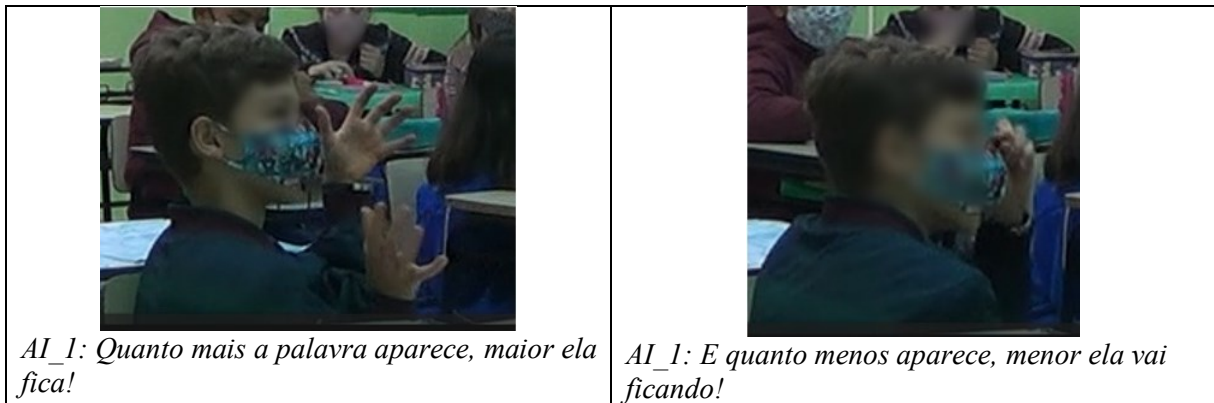 AI_1: Quanto mais a palavra aparece, maior ela
fica!
AI_1: E quanto menos aparece, menor ela vai
ficando!